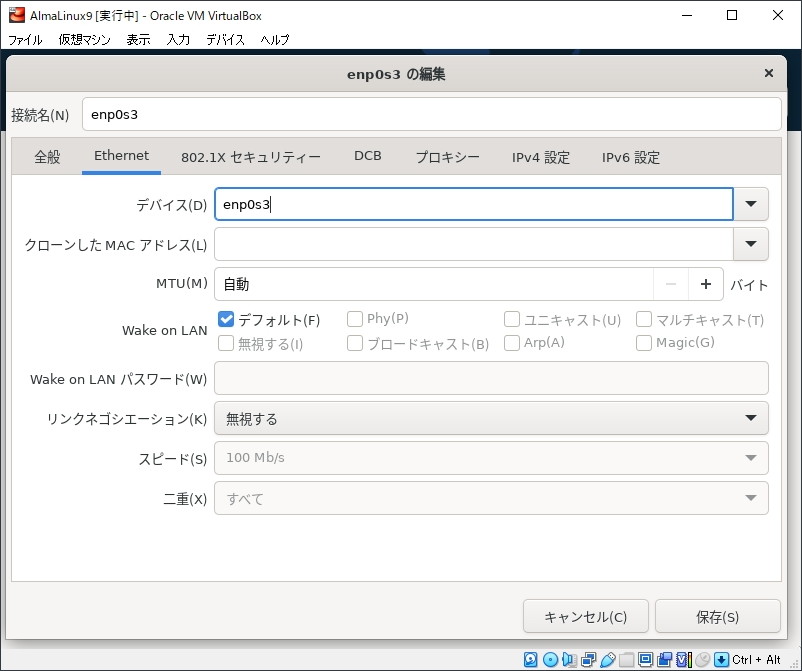 AlmaLinux9 [実行中] - Oracle VM VirtualBox
ファイル 仮想マシン 表示 入力 デバイス ヘルプ
enp0s3 の編集
接続名(N) enp0s3
全般 Ethernet 802.1X セキュリティー DCB プロキシー IPv4 設定 IPv6 設定
デバイス(D) enp0s3
クローンした MAC アドレス(L)
MTU(M) 自動 − + バイト
Wake on LAN
デフォルト(F) Phy(P) ユニキャスト(U) マルチキャスト(T)
無視する(I) ブロードキャスト(B) Arp(A) Magic(G)
Wake on LAN パスワード(W)
リンクネゴシエーション(K) 無視する
スピード(S) 100 Mb/s
二重(X) すべて
キャンセル(C) 保存(S)
Ctrl + Alt